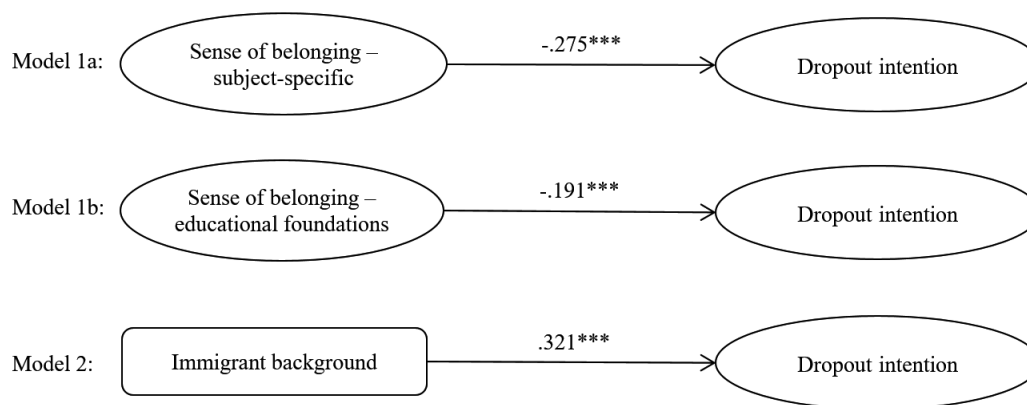 Model 1a:
Sense of belonging –
subject-specific
-.275***
Dropout intention
Model 1b:
Sense of belonging –
educational foundations
-.191***
Dropout intention
Model 2:
Immigrant background
.321***
Dropout intention